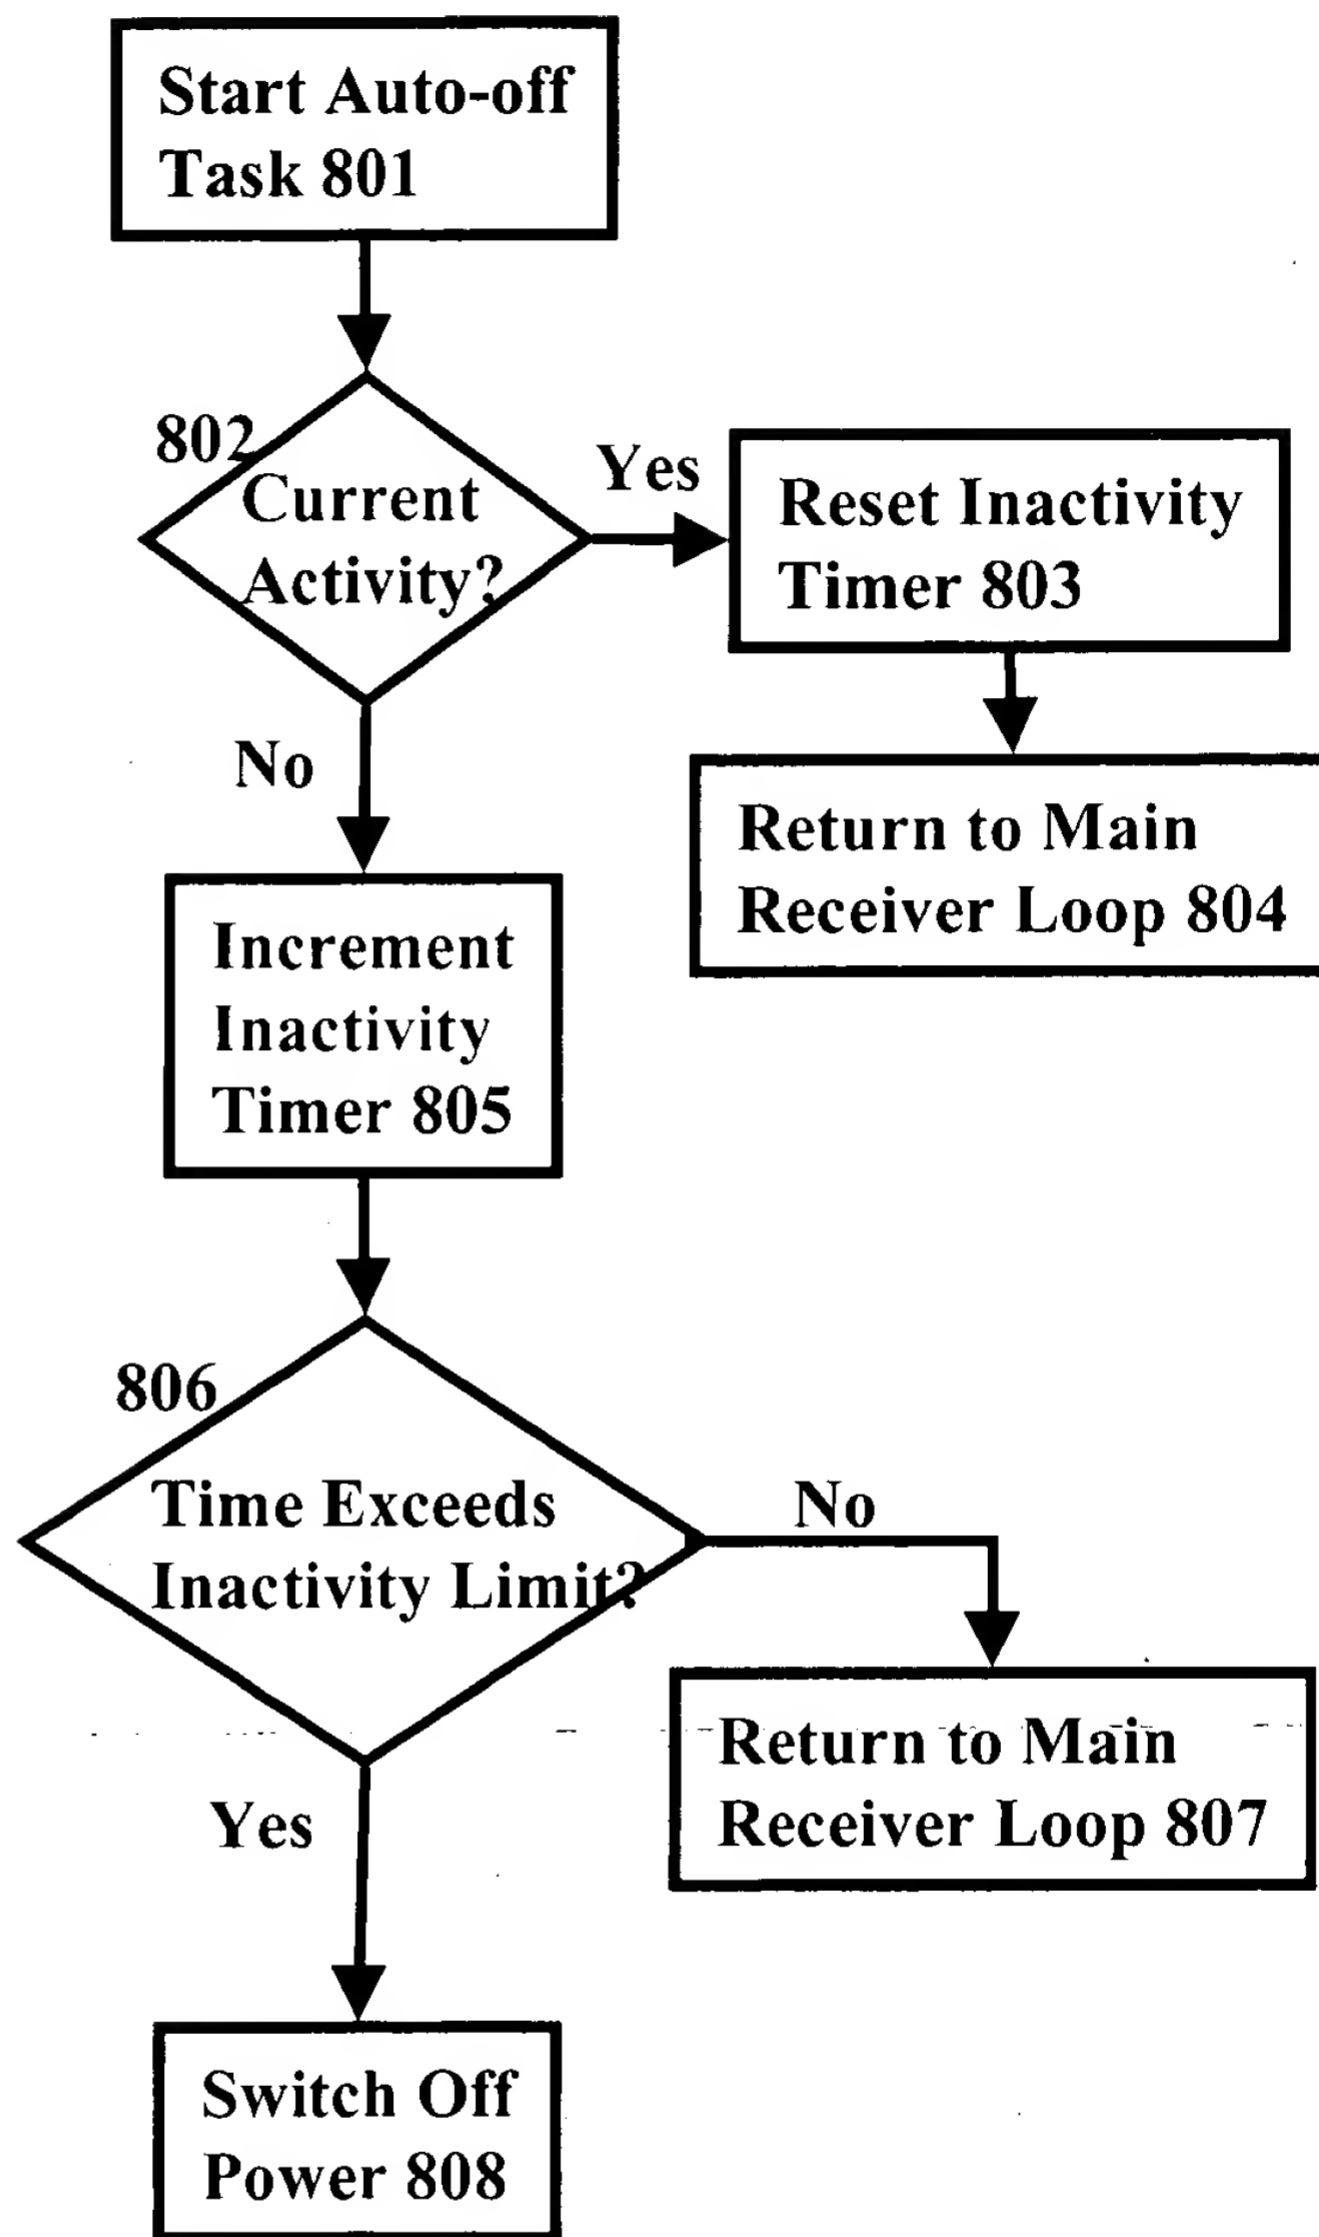 Start Auto-off
Task 801
802
Current
Activity?
Yes
Reset Inactivity
Timer 803
Return to Main
Receiver Loop 804
No
Increment
Inactivity
Timer 805
806
Time Exceeds
Inactivity Limit?
No
Return to Main
Receiver Loop 807
Yes
Switch Off
Power 808